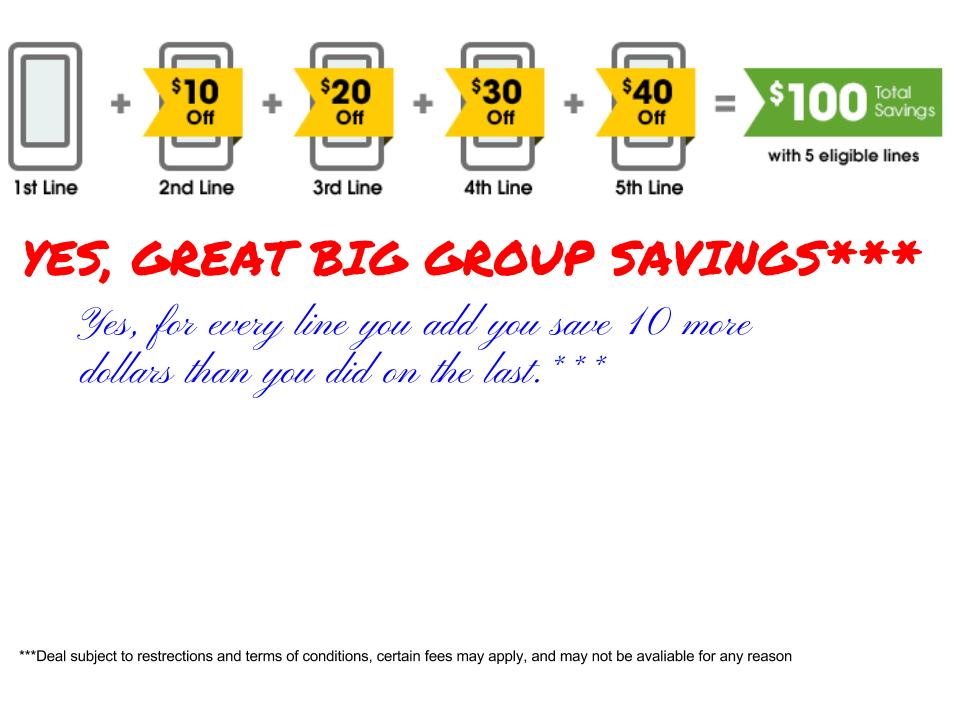 $10 Off
$20 Off
$30 Off
$40 Off
$100 Total Savings
with 5 eligible lines
1st Line + 2nd Line + 3rd Line + 4th Line + 5th Line =
YES, GREAT BIG GROUP SAVINGS***
Yes, for every line you add you save 10 more
dollars than you did on the last.***
***Deal subject to restrections and terms of conditions, certain fees may apply, and may not be avaliable for any reason